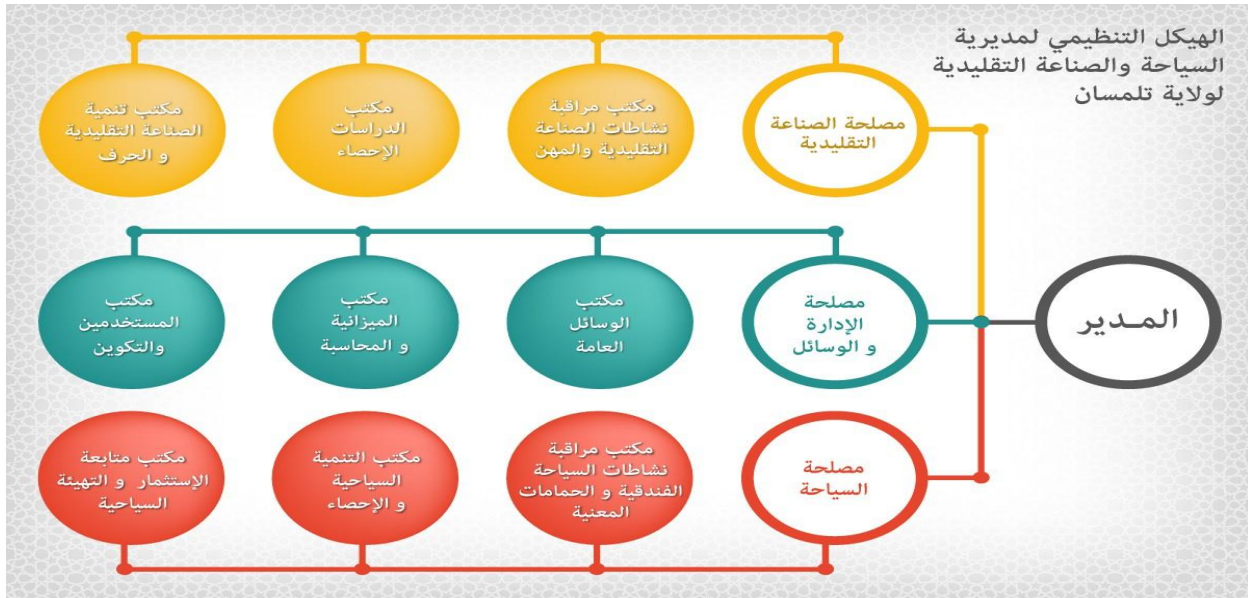 الهيكل التنظيمي لمديرية
السياحة والصناعة التقليدية
لولاية تلمسان
المـدير
مصلحة الصناعة
التقليدية
مكتب مراقبة
نشاطات الصناعة
التقليدية والمهن
مكتب
الدراسات
الإحصاء
مكتب تنمية
الصناعة التقليدية
و الحرف
مصلحة
الإدارة
و الوسائل
مكتب
الوسائل
العامة
مكتب
الميزانية
و المحاسبة
مكتب
المستخدمين
والتكوين
مصلحة
السياحة
مكتب مراقبة
نشاطات السياحة
الفندقية و الحمامات
المعنية
مكتب التنمية
السياحية
و الإحصاء
مكتب متابعة
الإستثمار و التهيئة
السياحية